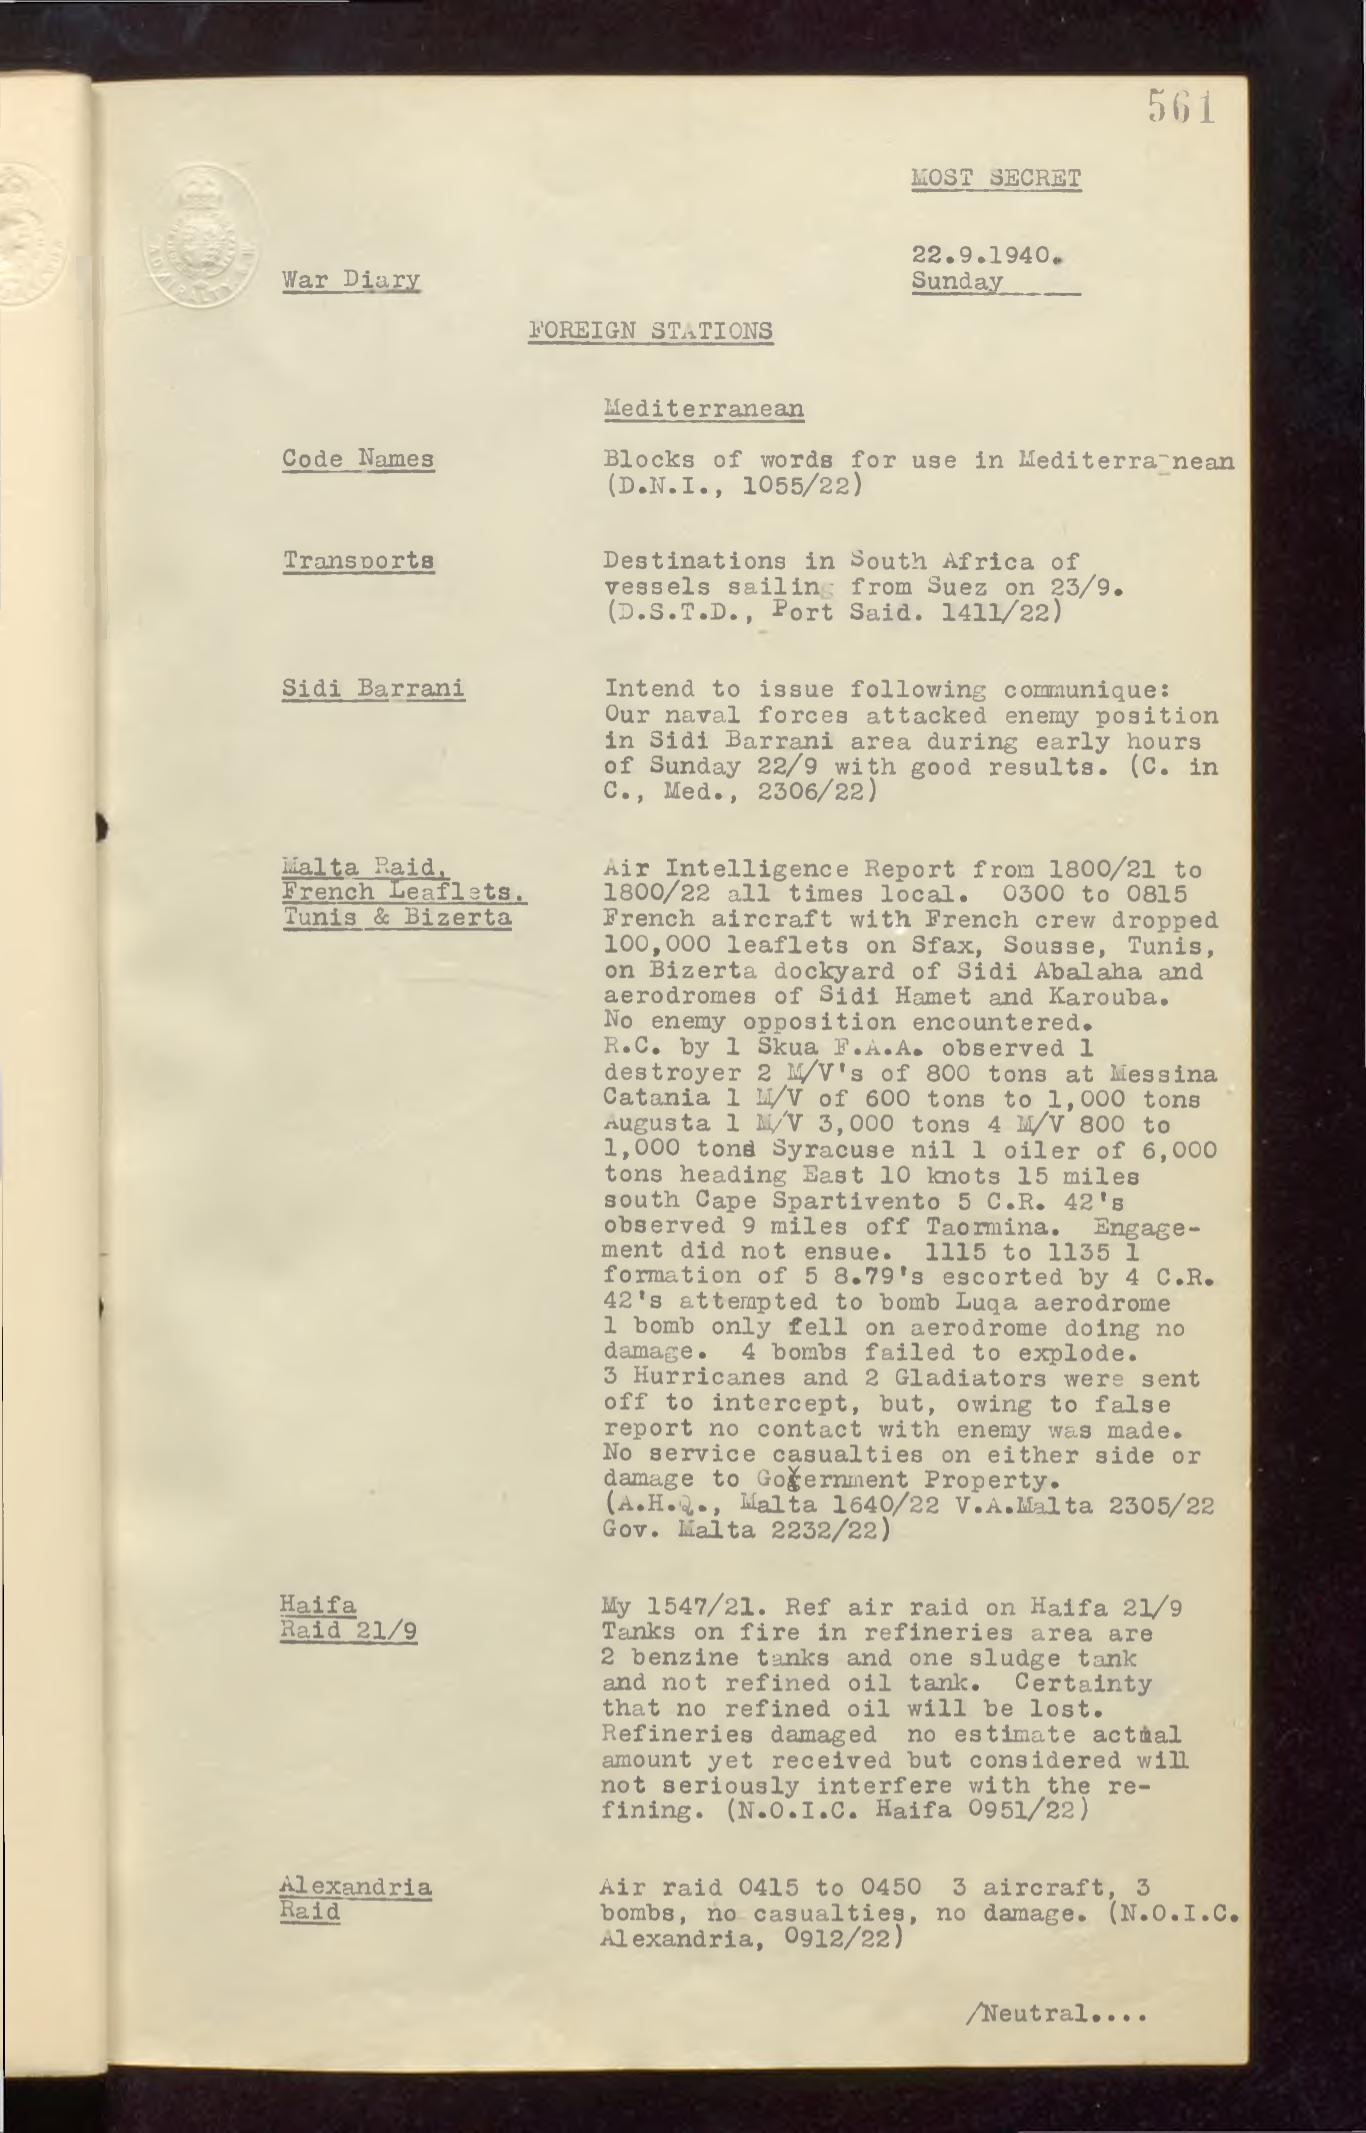 561
MOST SECRET
22.9.1940.
War Diary
Sunday
FOREIGN STATIONS
Mediterranean
Code Names
Blocks of words for use in Mediterra-nean
(D.N.I., 1055/22)
Transports
Destinations in South Africa of
vessels sailing from Suez on 23/9.
(D.S.T.D., Port Said. 1411/22)
Sidi Barrani
Intend to issue following communique:
Our naval forces attacked enemy position
in Sidi Barrani area during early hours
of Sunday 22/9 with good results. (C. in
C., Med., 2306/22)
Malta Raid.
French Leaflets.
Tunis & Bizerta
Air Intelligence Report from 1800/21 to
1800/22 all times local. 0300 to 0815
French aircraft with French crew dropped
100,000 leaflets on Sfax, Sousse, Tunis,
on Bizerta dockyard of Sidi Abalaha and
aerodromes of Sidi Hamet and Karouba.
No enemy opposition encountered.
R.C. by 1 Skua F.A.A. observed 1
destroyer 2 M/V's of 800 tons at Messina
Catania 1 M/V of 600 tons to 1,000 tons
Augusta 1 M/V 3,000 tons 4 M/V 800 to
1,000 tons Syracuse nil 1 oiler of 6,000
tons heading East 10 knots 15 miles
south Cape Spartivento 5 C.R. 42's
observed 9 miles off Taormina. Engage-
ment did not ensue. 1115 to 1135 1
formation of 5 8.79's escorted by 4 C.R.
42's attempted to bomb Luqa aerodrome
1 bomb only fell on aerodrome doing no
damage. 4 bombs failed to explode.
3 Hurricanes and 2 Gladiators were sent
off to intercept, but, owing to false
report no contact with enemy was made.
No service casualties on either side or
damage to Government Property.
(A.H.Q., Malta 1640/22 V.A.Malta 2305/22
Gov. Malta 2232/22)
Haifa
Raid 21/9
My 1547/21. Ref air raid on Haifa 21/9
Tanks on fire in refineries area are
2 benzine tanks and one sludge tank
and not refined oil tank. Certainty
that no refined oil will be lost.
Refineries damaged no estimate actual
amount yet received but considered will
not seriously interfere with the re-
fining. (N.O.I.C. Haifa 0951/22)
Alexandria
Raid
Air raid 0415 to 0450 3 aircraft, 3
bombs, no casualties, no damage. (N.O.I.C.
Alexandria, 0912/22)
/Neutral....